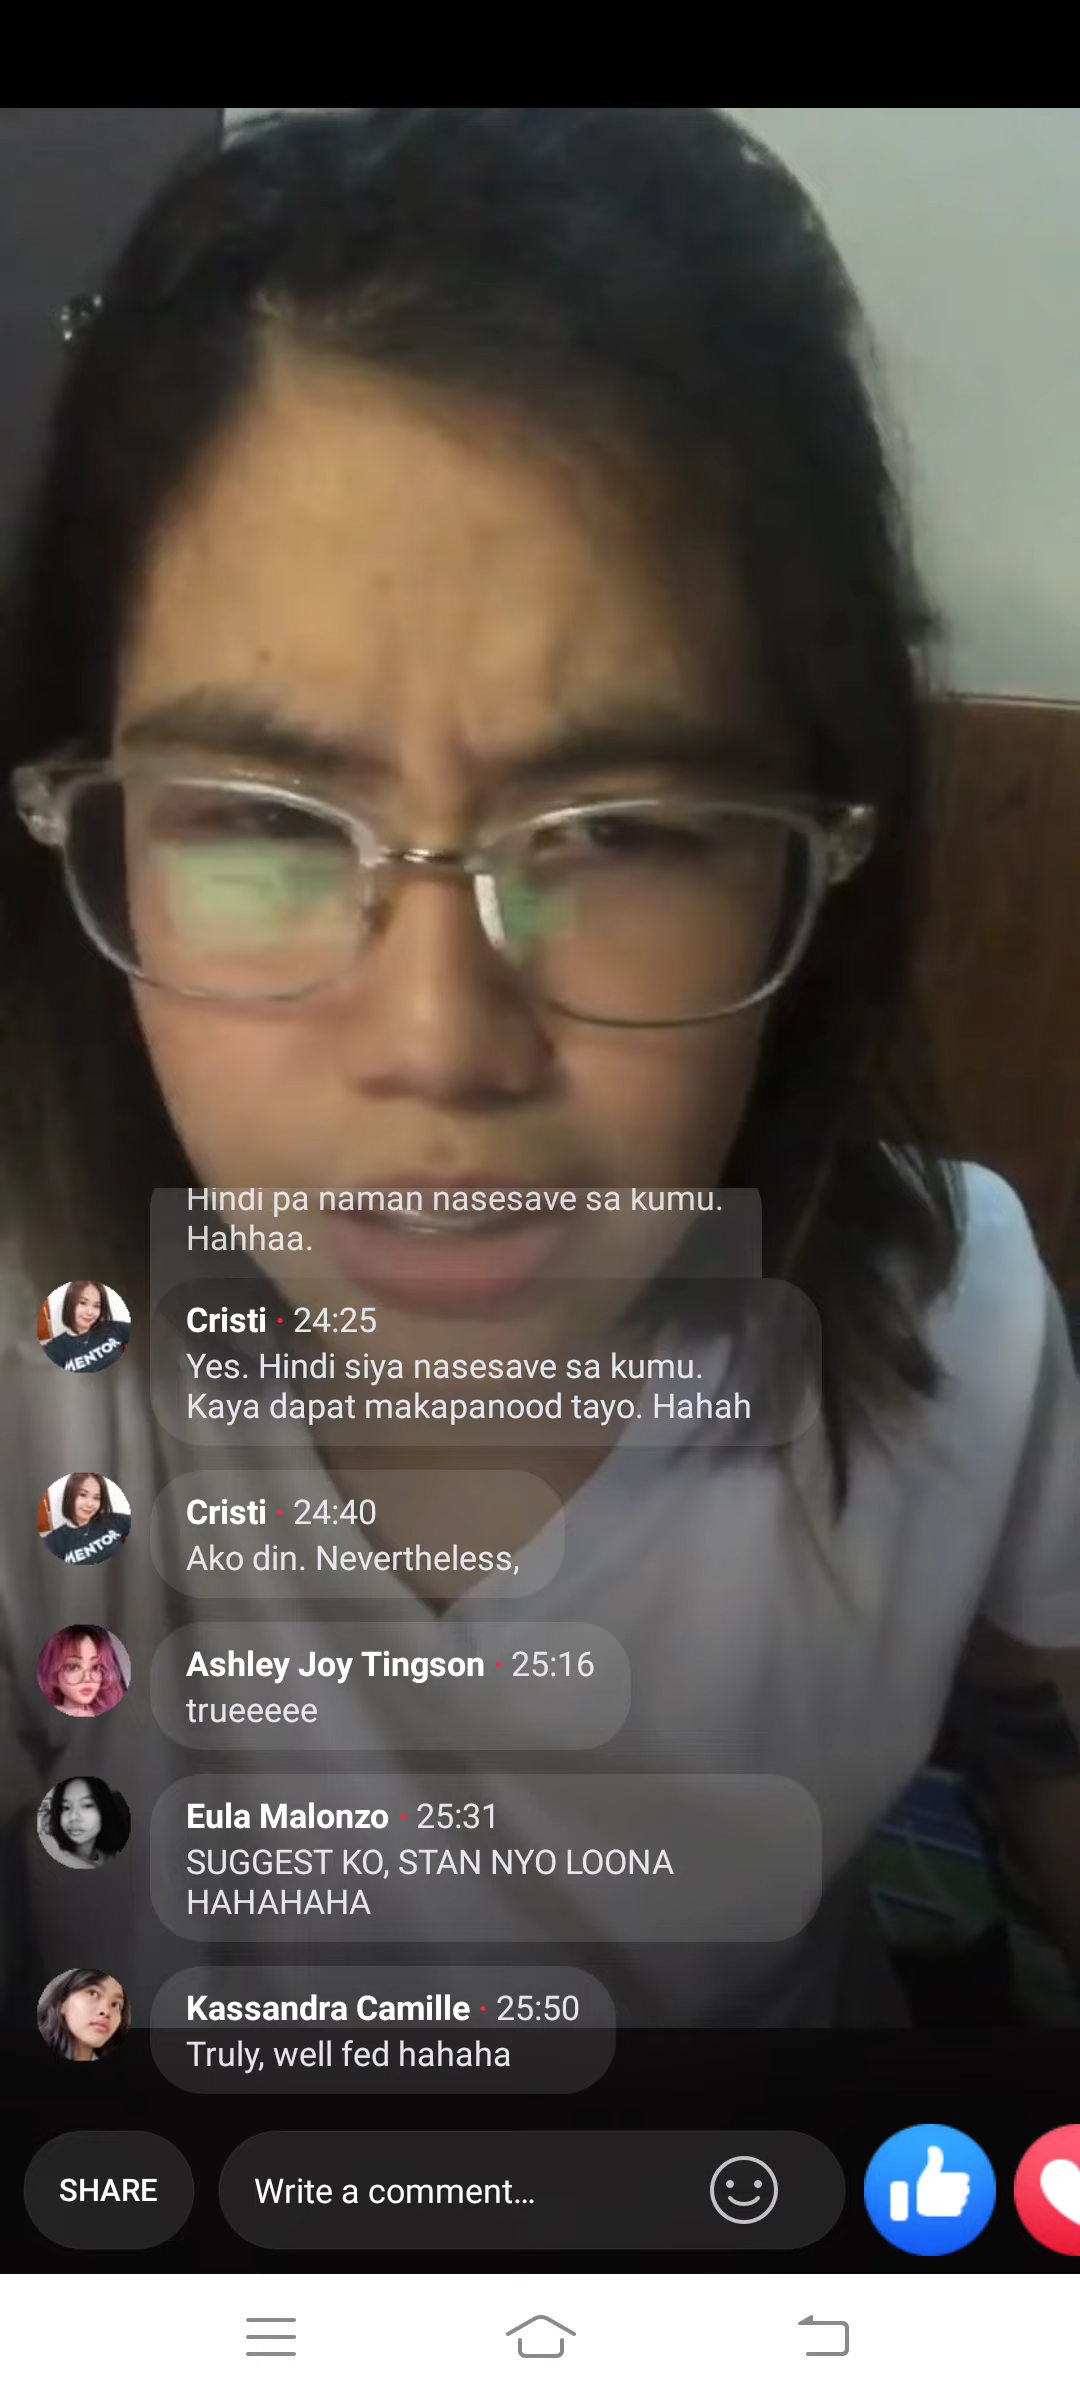 Hindi pa naman nasesave sa kumu.
Hahhaa.
Cristi · 24:25
Yes. Hindi siya nasesave sa kumu.
Kaya dapat makapanood tayo. Hahah
MENTOR
Cristi · 24:40
Ako din. Nevertheless,
MENTOR
Ashley Joy Tingson · 25:16
trueeeee
Eula Malonzo · 25:31
SUGGEST KO, STAN NYO LOONA
HAHAHAHA
Kassandra Camille · 25:50
Truly, well fed hahaha
SHARE
Write a comment...